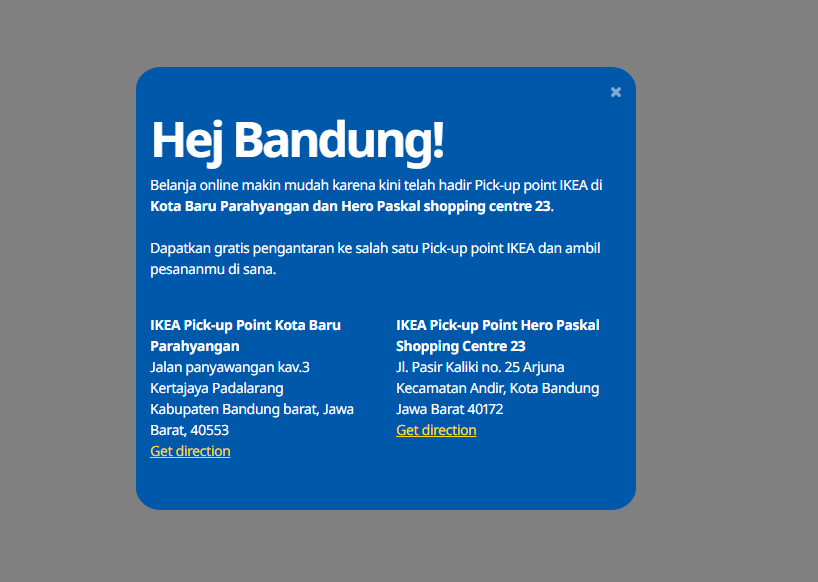 Hej Bandung!
Belanja online makin mudah karena kini telah hadir Pick-up point IKEA di
Kota Baru Parahyangan dan Hero Paskal shopping centre 23.
Dapatkan gratis pengantaran ke salah satu Pick-up point IKEA dan ambil
pesananmu di sana.
IKEA Pick-up Point Kota Baru
Parahyangan
Jalan panyawangan kav.3
Kertajaya Padalarang
Kabupaten Bandung barat, Jawa
Barat, 40553
Get direction
IKEA Pick-up Point Hero Paskal
Shopping Centre 23
Jl. Pasir Kaliki no. 25 Arjuna
Kecamatan Andir, Kota Bandung
Jawa Barat 40172
Get direction